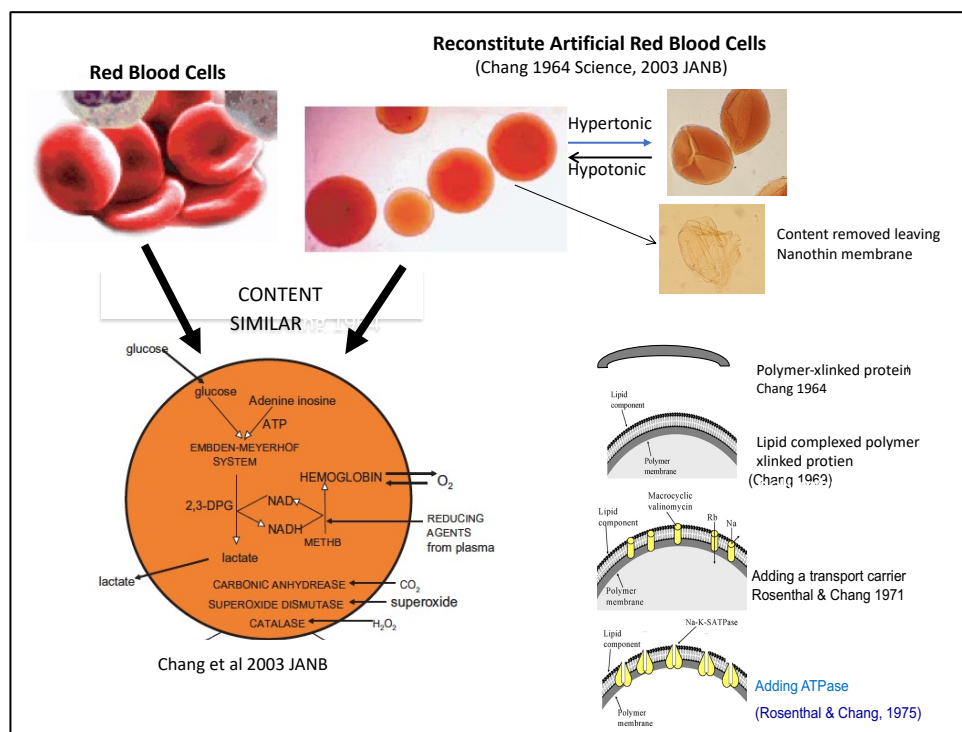 Reconstitute Artificial Red Blood Cells
(Chang 1964 Science, 2003 JANB)
Red Blood Cells
Hypertonic
Hypotonic
Content removed leaving
Nanothin membrane
CONTENT
SIMILAR
glucose
glucose
Adenine inosine
ATP
EMBDEN-MEYERHOF
SYSTEM
HEMOGLOBIN
O2
2,3-DPG
NAD
NADH
METHB
REDUCING
AGENTS
from plasma
lactate
lactate
CARBONIC ANHYDREASE
CO2
SUPEROXIDE DISMUTASE
superoxide
CATALASE
H2O2
Chang et al 2003 JANB
Polymer-xlinked protein
Chang 1964
Lipid component
Polymer membrane
Lipid complexed polymer
xlinked protien
(Chang 1969)
Macrocyclic
valinomycin
Rb
Na
Lipid component
Polymer
membrane
Adding a transport carrier
Rosenthal & Chang 1971
Na-K-SATPase
Lipid
component
Polymer
membrane
Adding ATPase
(Rosenthal & Chang, 1975)